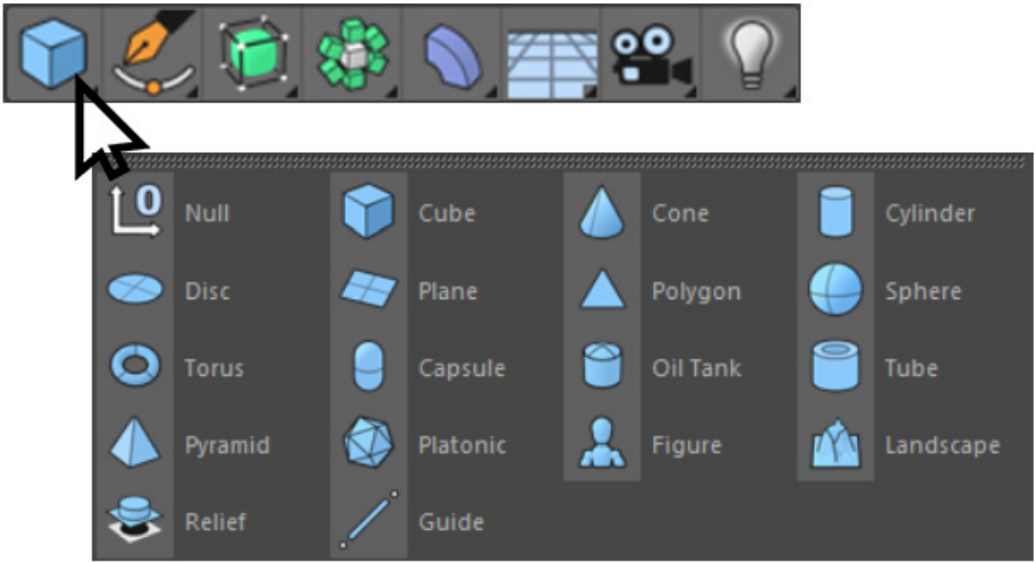 0
Null Cube Cone Cylinder
Disc Plane Polygon Sphere
Torus Capsule Oil Tank Tube
Pyramid Platonic Figure Landscape
Relief Guide